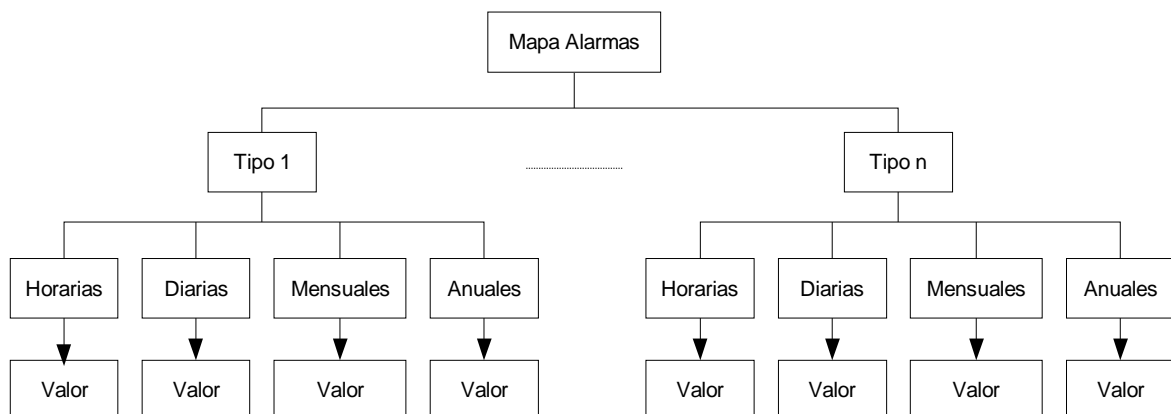 Mapa Alarmas
Tipo 1
Tipo n
Horarias
Diarias
Mensuales
Anuales
Horarias
Diarias
Mensuales
Anuales
Valor
Valor
Valor
Valor
Valor
Valor
Valor
Valor